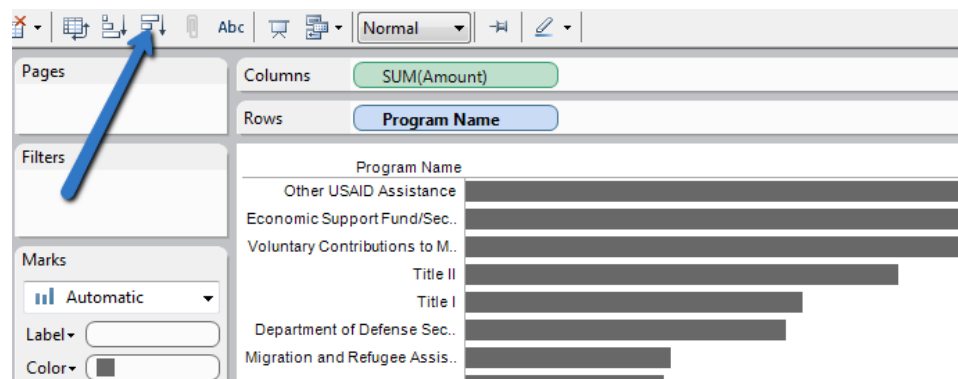 Abc Normal
Pages
Columns SUM(Amount)
Rows Program Name
Filters
Program Name
Other USAID Assistance
Economic Support Fund/Sec..
Voluntary Contributions to M..
Marks
Title II
Automatic
Title I
Label
Department of Defense Sec..
Migration and Refugee Assis..
Color